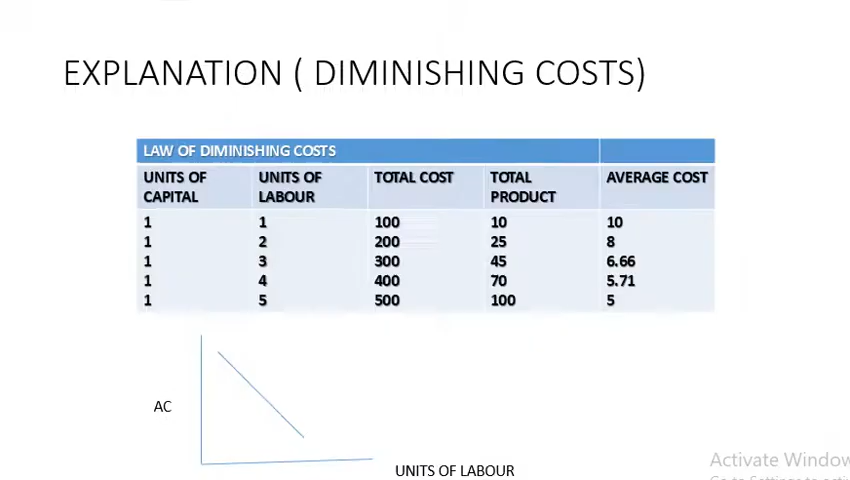 EXPLANATION ( DIMINISHING COSTS)
LAW OF DIMINISHING COSTS
UNITS OF CAPITAL UNITS OF LABOUR TOTAL COST TOTAL PRODUCT AVERAGE COST
1 1 100 10 10
1 2 200 25 8
1 3 300 45 6.66
1 4 400 70 5.71
1 5 500 100 5
AC
UNITS OF LABOUR
Activate Window